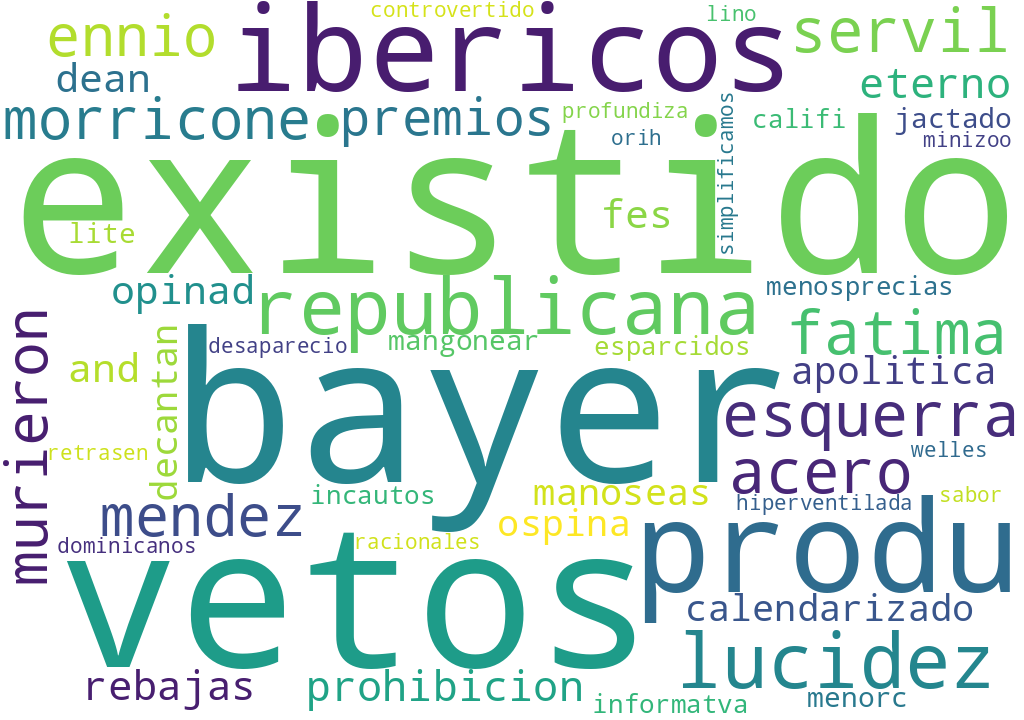 controvertido
lino
ennio
ibericos
servil
dean
eterno
morricone
premios
profundiza
orih
simplificamos
califi
jactado
minizoo
existido
lite
fes
opinad
republicana
menosprecias
fatima
desaparecio
mangonear
esparcidos
murieron
and
decantan
bayer
apolitica
esquerra
retrasen
acero
welles
incautos
manoseas
hiperventilada
sabor
mendez
ospina
produ
dominicanos
racionales
vetos
calendarizado
lucidez
rebajas
prohibicion
informatva
menorc